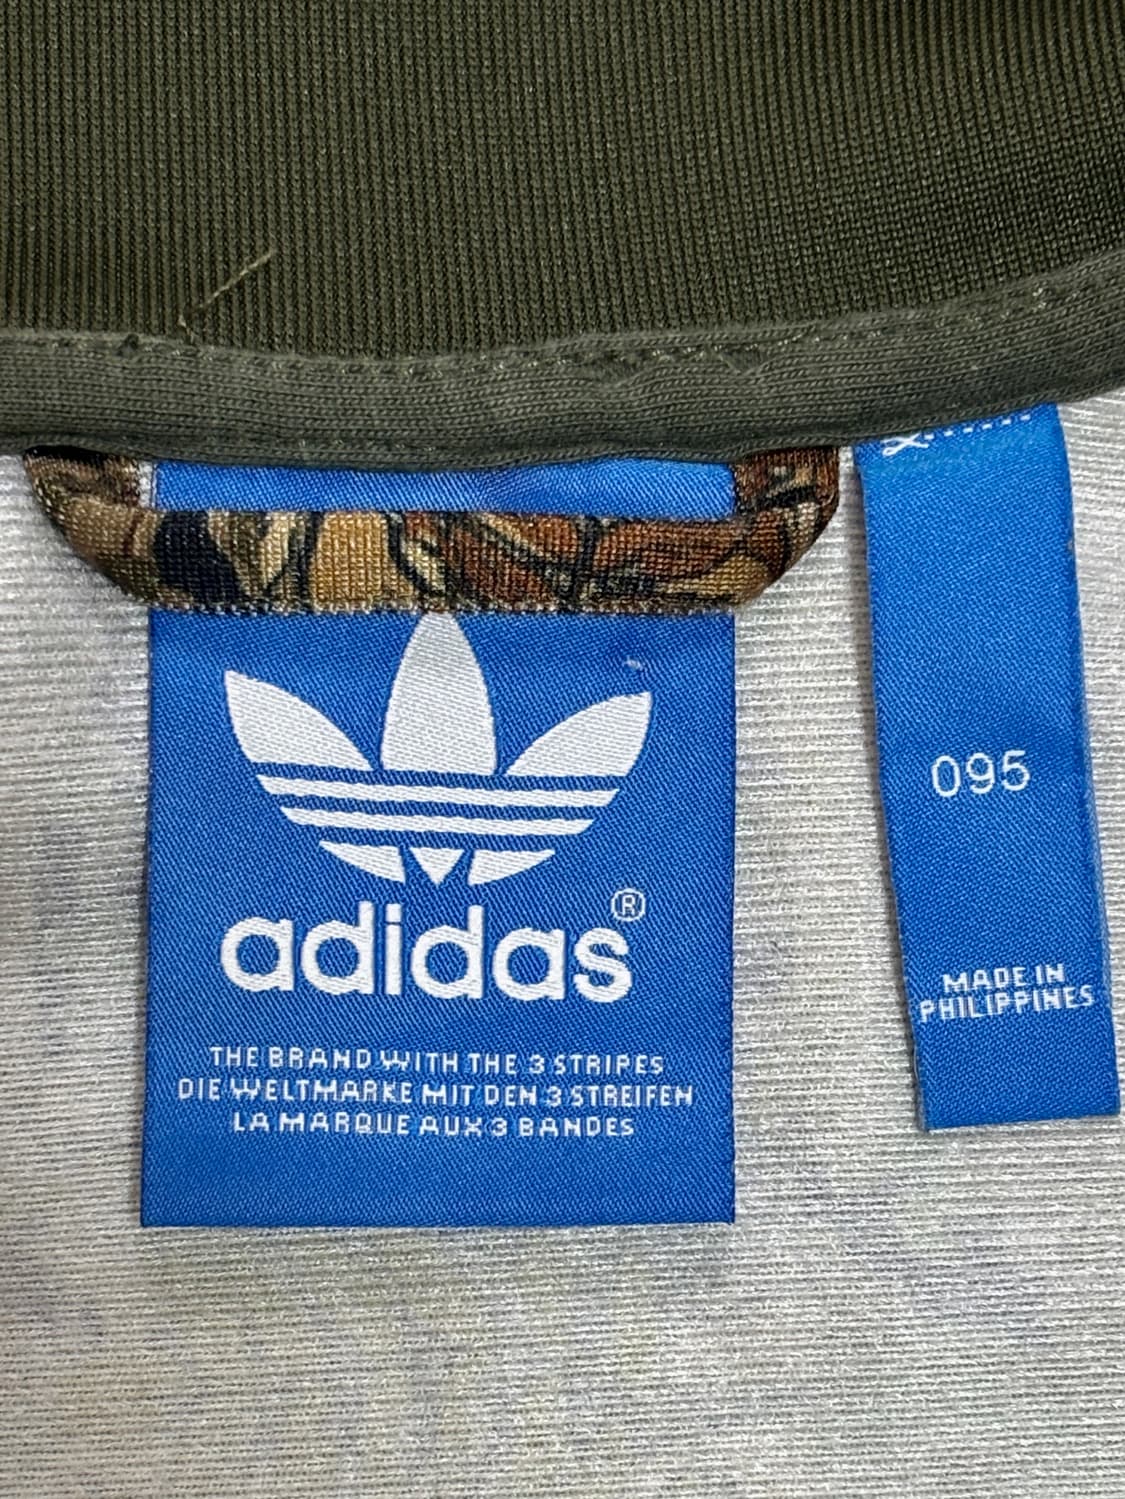 adidas®
THE BRAND WITH THE 3 STRIPES
DIE WELTMARKE MIT DEN 3 STREIFEN
LA MARQUE AUX 3 BANDES
095
MADE IN
PHILIPPINES